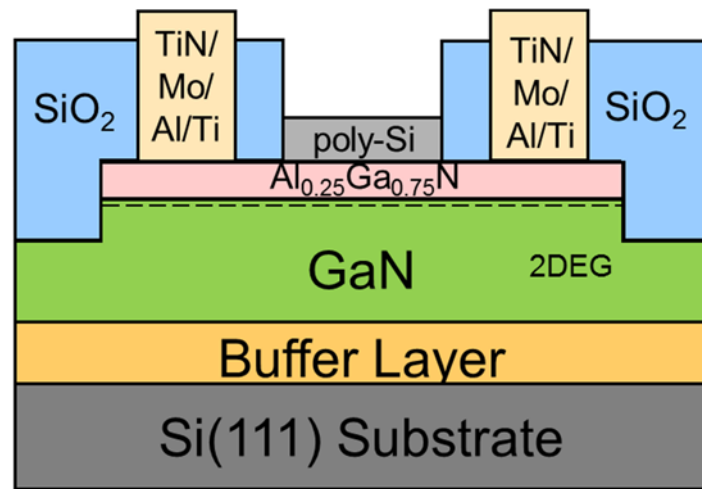 TiN/
Mo/
Al/Ti
TiN/
Mo/
Al/Ti
SiO₂
SiO₂
poly-Si
Al₀.₂₅Ga₀.₇₅N
GaN
2DEG
Buffer Layer
Si(111) Substrate